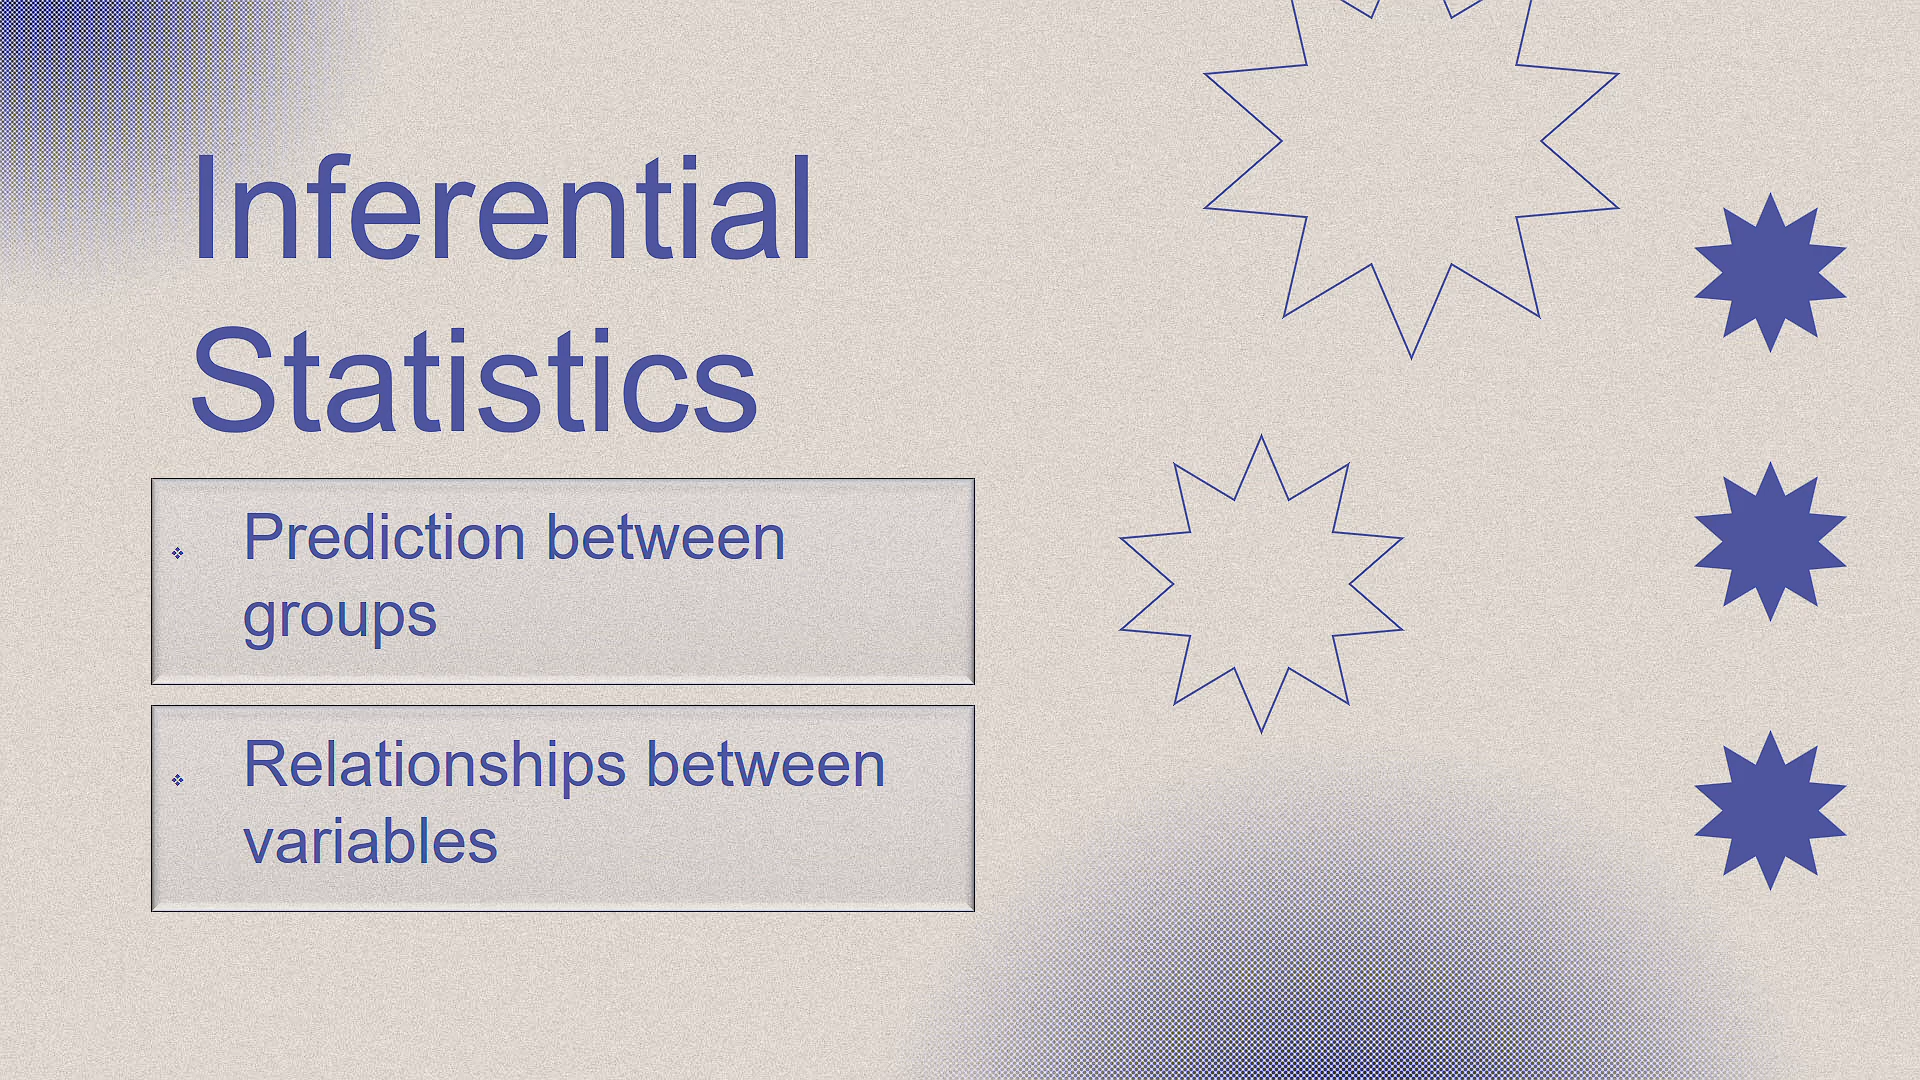 Inferential
Statistics
❖ Prediction between
groups
❖ Relationships between
variables